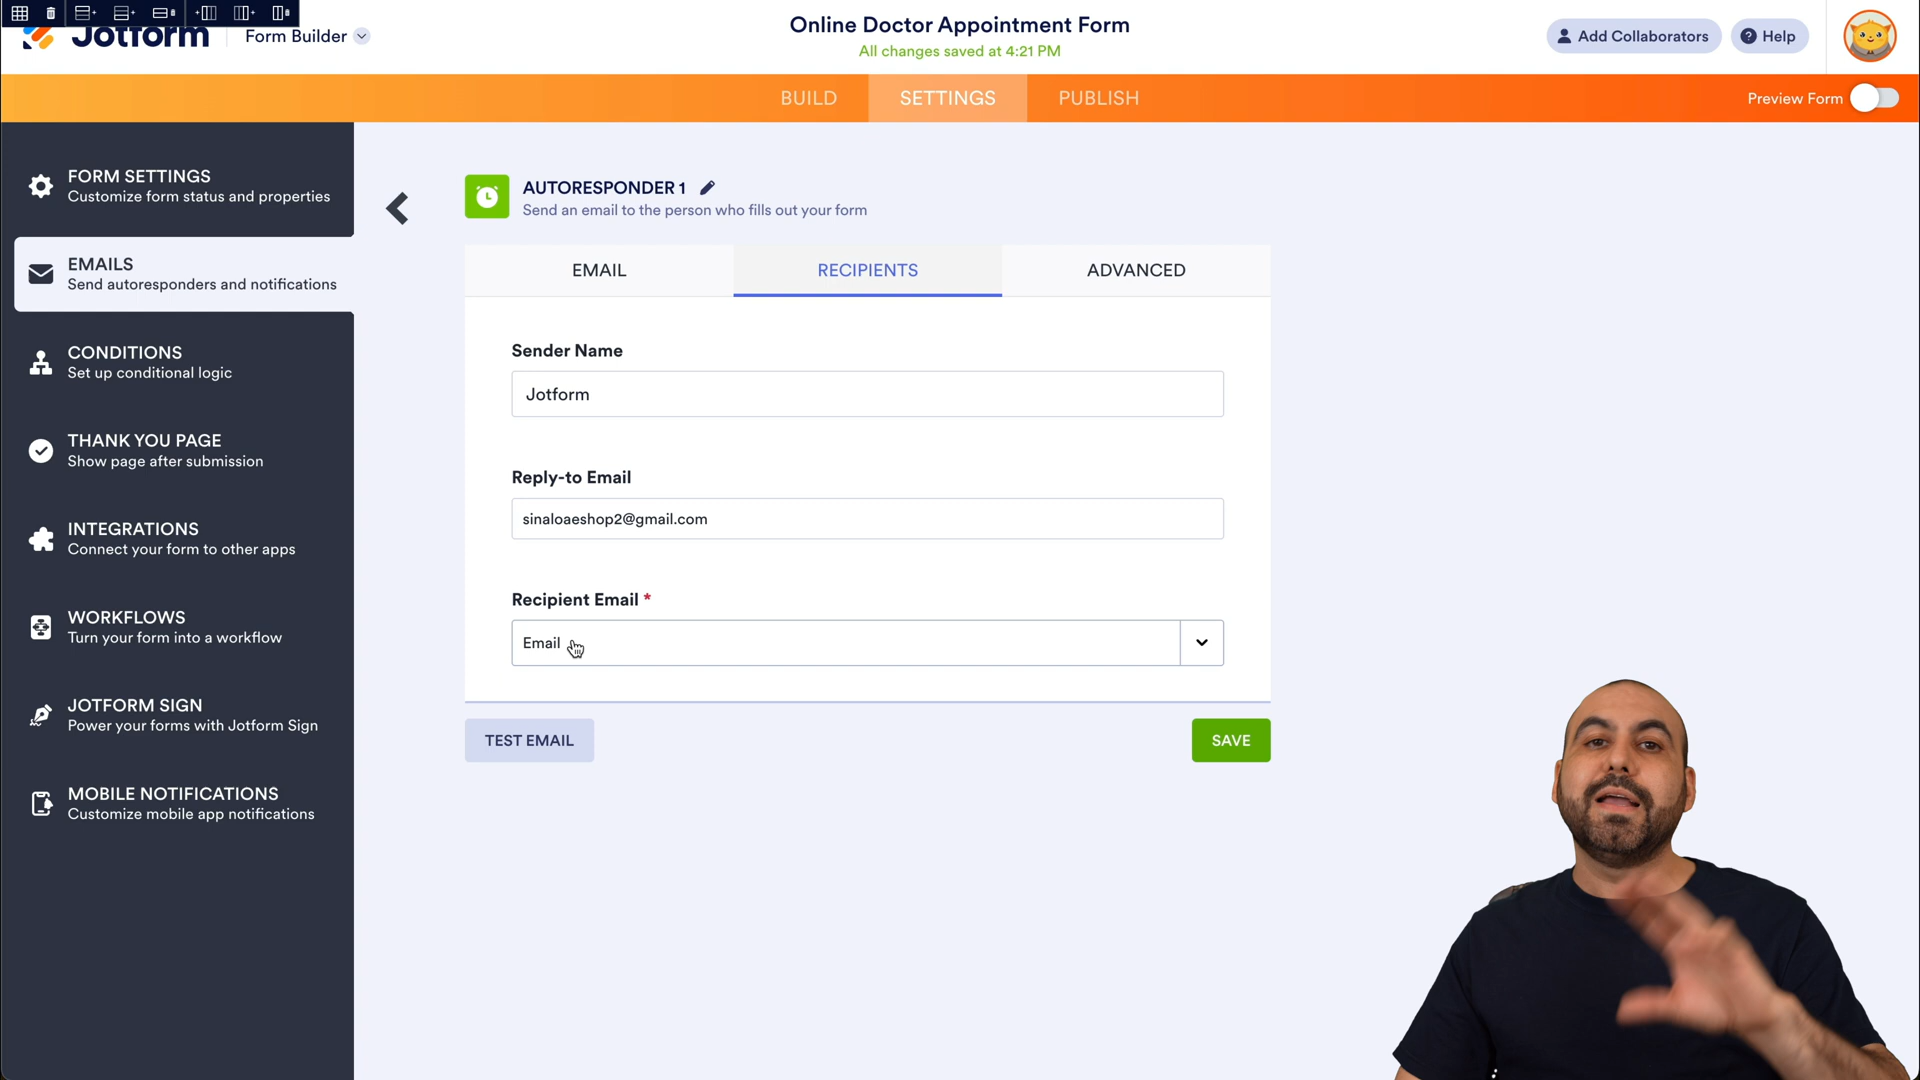 Jotform
Form Builder
Online Doctor Appointment Form
All changes saved at 4:21 PM
Add Collaborators
Help
BUILD
SETTINGS
PUBLISH
Preview Form
FORM SETTINGS
Customize form status and properties
EMAILS
Send autoresponders and notifications
CONDITIONS
Set up conditional logic
THANK YOU PAGE
Show page after submission
INTEGRATIONS
Connect your form to other apps
WORKFLOWS
Turn your form into a workflow
JOTFORM SIGN
Power your forms with Jotform Sign
MOBILE NOTIFICATIONS
Customize mobile app notifications
AUTORESPONDER 1
Send an email to the person who fills out your form
EMAIL
RECIPIENTS
ADVANCED
Sender Name
Jotform
Reply-to Email
sinaloaeshop2@gmail.com
Recipient Email *
Email
TEST EMAIL
SAVE